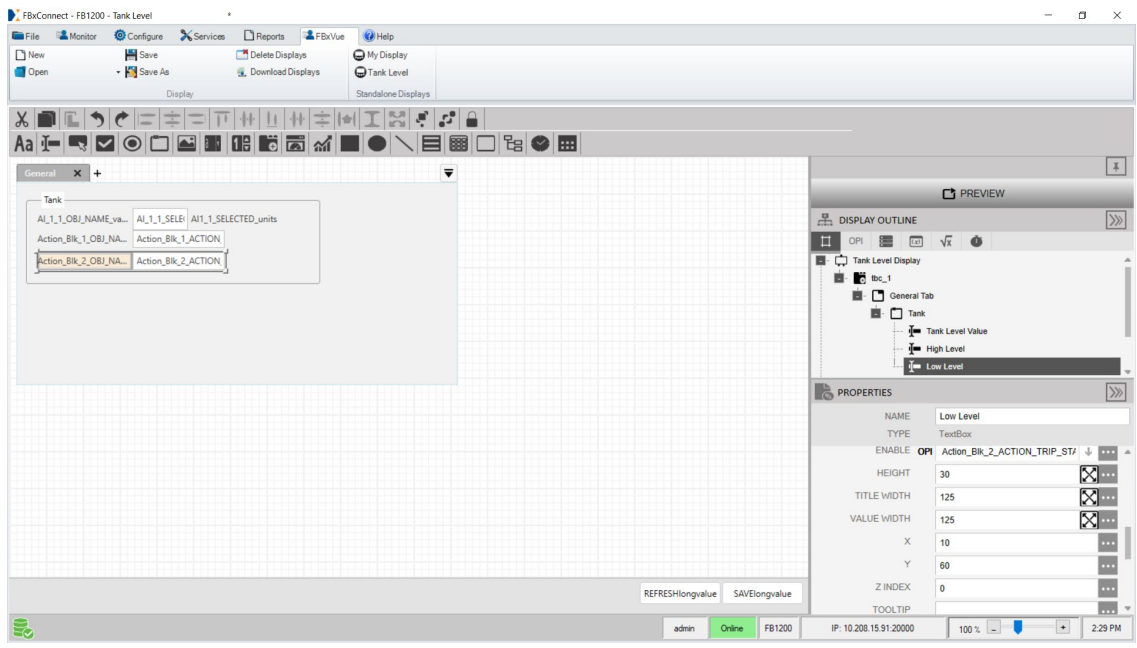 FBxConnect - FB1200 - Tank Level *
File Monitor Configure Services Reports FBxVue Help
New Save Delete Displays My Display
Open Save As Download Displays Tank Level
Display Standalone Displays
Aa
General X +
Tank
AI_1_1_OBJ_NAME_va... AI_1_1_SELE( AI1_1_SELECTED_units
Action_Blk_1_OBJ_NA... Action_Blk_1_ACTION_
Action_Blk_2_OBJ_NA... Action_Blk_2_ACTION_
REFRESHlongvalue SAVElongvalue
PREVIEW
DISPLAY OUTLINE
OPI √x
Tank Level Display
tbc_1
General Tab
Tank
Tank Level Value
High Level
Low Level
PROPERTIES
NAME Low Level
TYPE TextBox
ENABLE OPI Action_Blk_2_ACTION_TRIP_STA
HEIGHT 30
TITLE WIDTH 125
VALUE WIDTH 125
X 10
Y 60
Z INDEX 0
TOOLTIP
admin Online FB1200 IP: 10.208.15.91:20000 100 % - + 2:29 PM